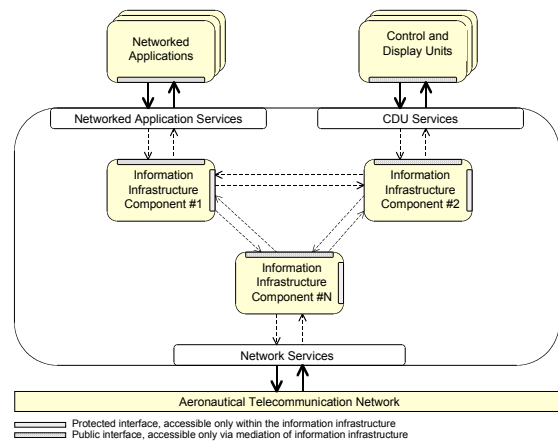 Networked
Applications
Control and
Display Units
Networked Application Services
CDU Services
Information
Infrastructure
Component #1
Information
Infrastructure
Component #2
Information
Infrastructure
Component #N
Network Services
Aeronautical Telecommunication Network
Protected interface, accessible only within the information infrastructure
Public interface, accessible only via mediation of information infrastructure